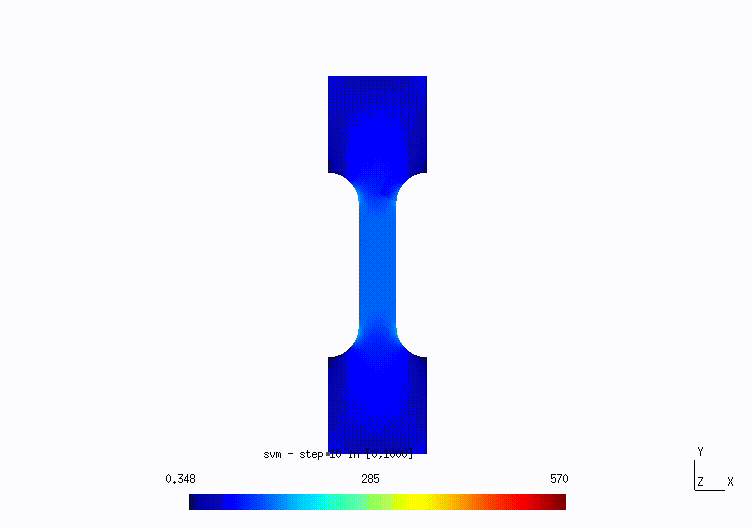 svm - step 10 in [0,1000]
Y
0.348 285 570
Z X